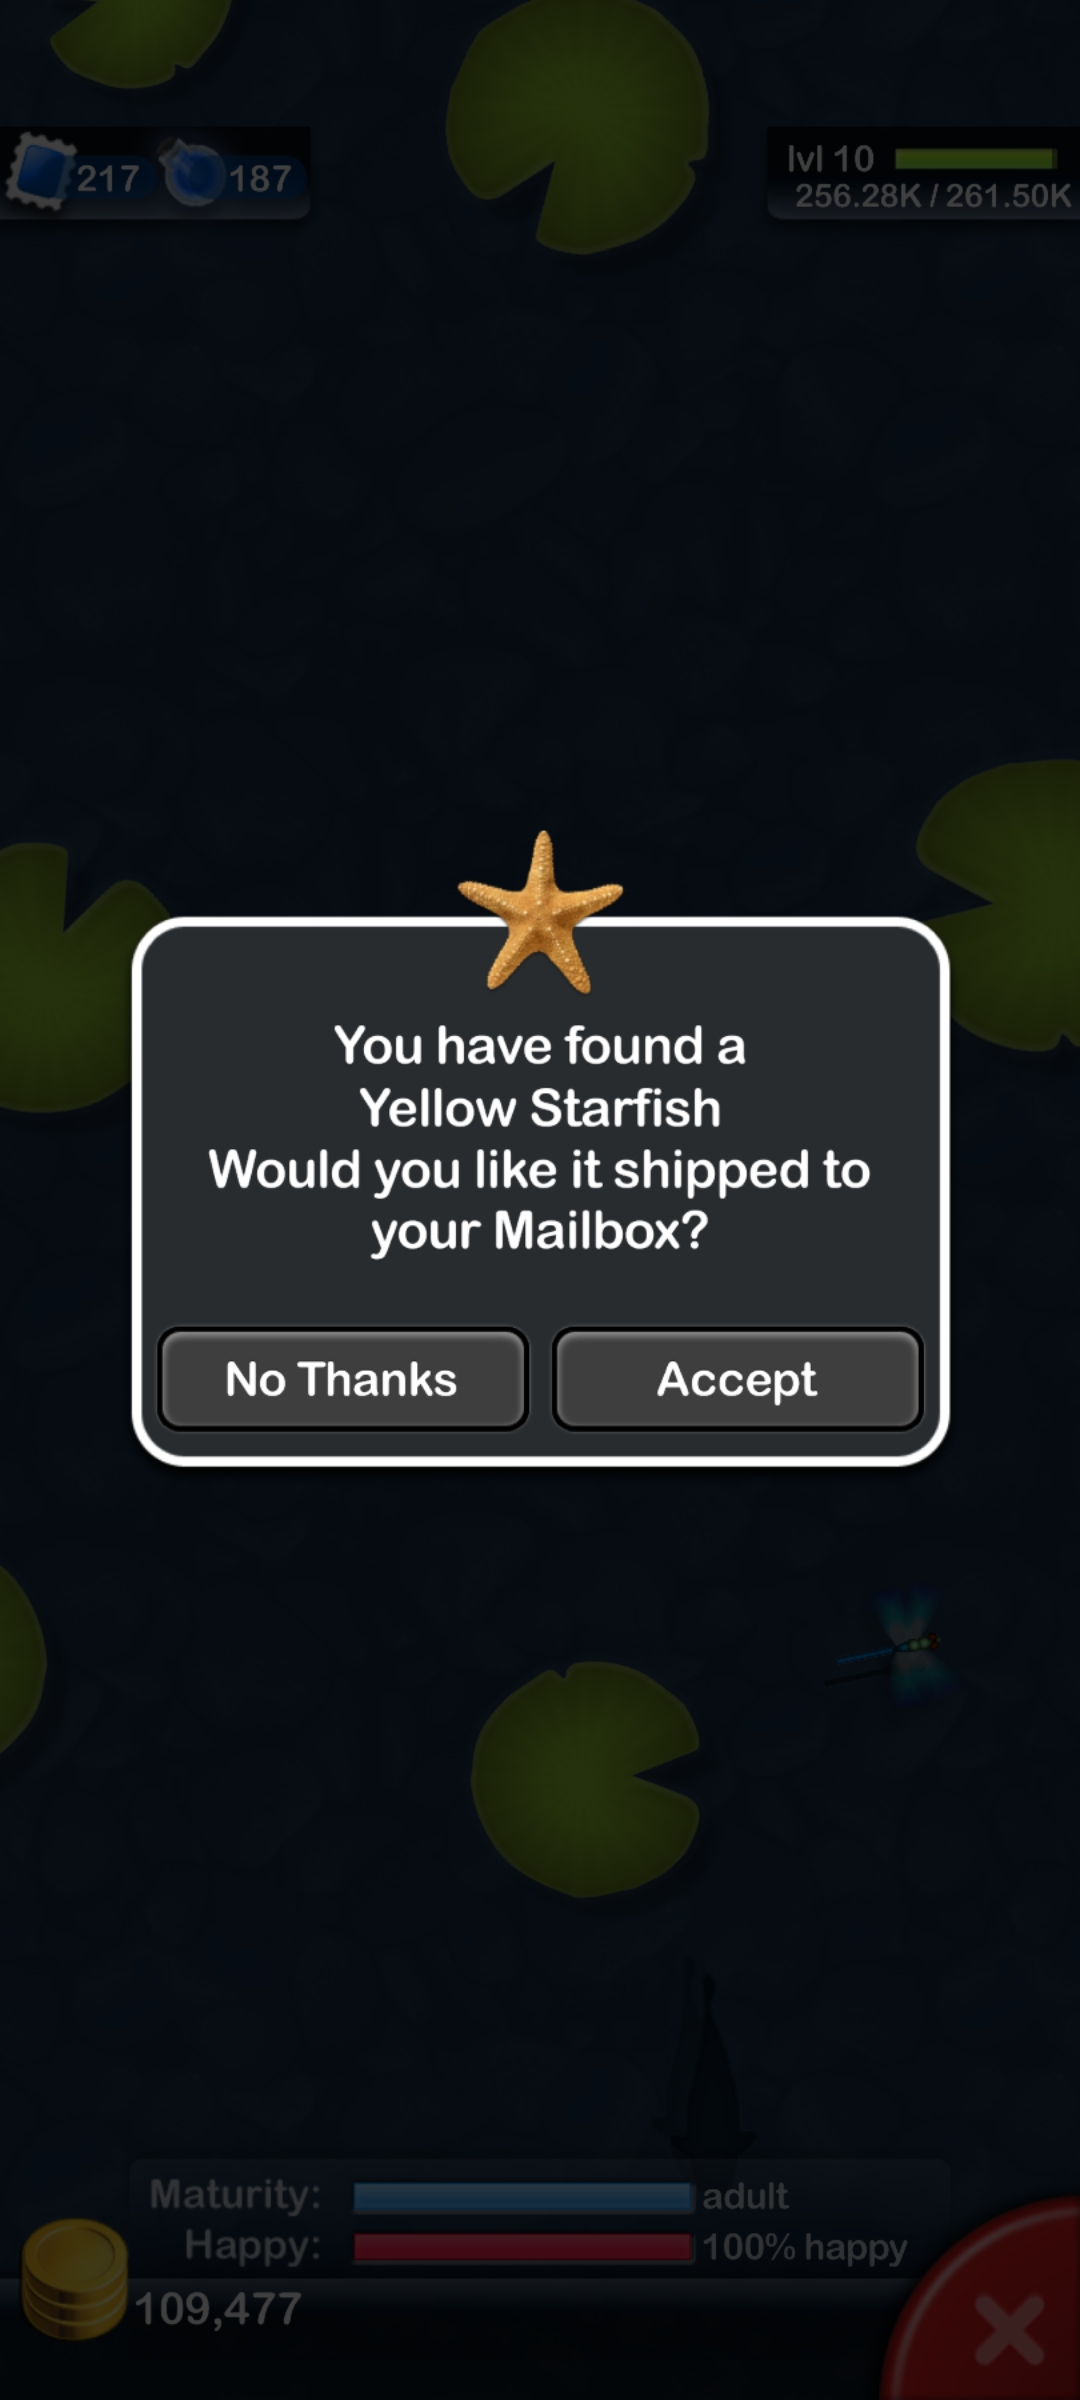 217 187
lvl 10
256.28K / 261.50K
You have found a
Yellow Starfish
Would you like it shipped to
your Mailbox?
No Thanks Accept
Maturity: adult
Happy: 100% happy
109,477